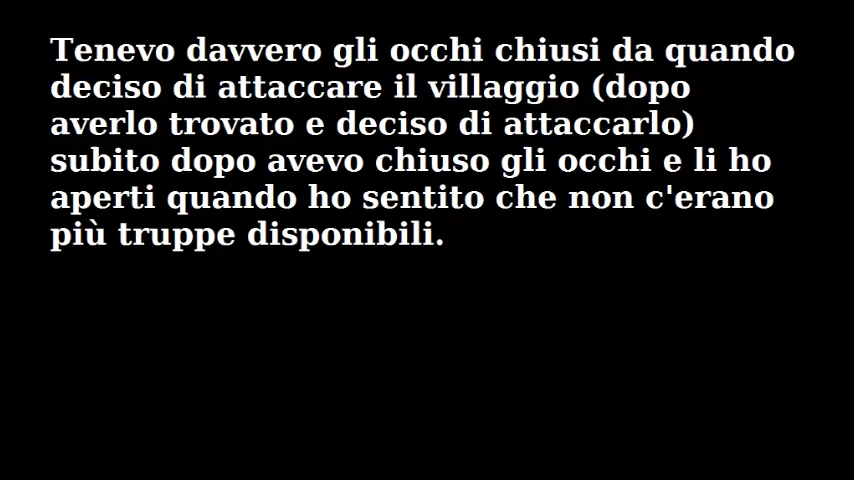 Tenevo davvero gli occhi chiusi da quando
deciso di attaccare il villaggio (dopo
averlo trovato e deciso di attaccarlo)
subito dopo avevo chiuso gli occhi e li ho
aperti quando ho sentito che non c'erano
più truppe disponibili.